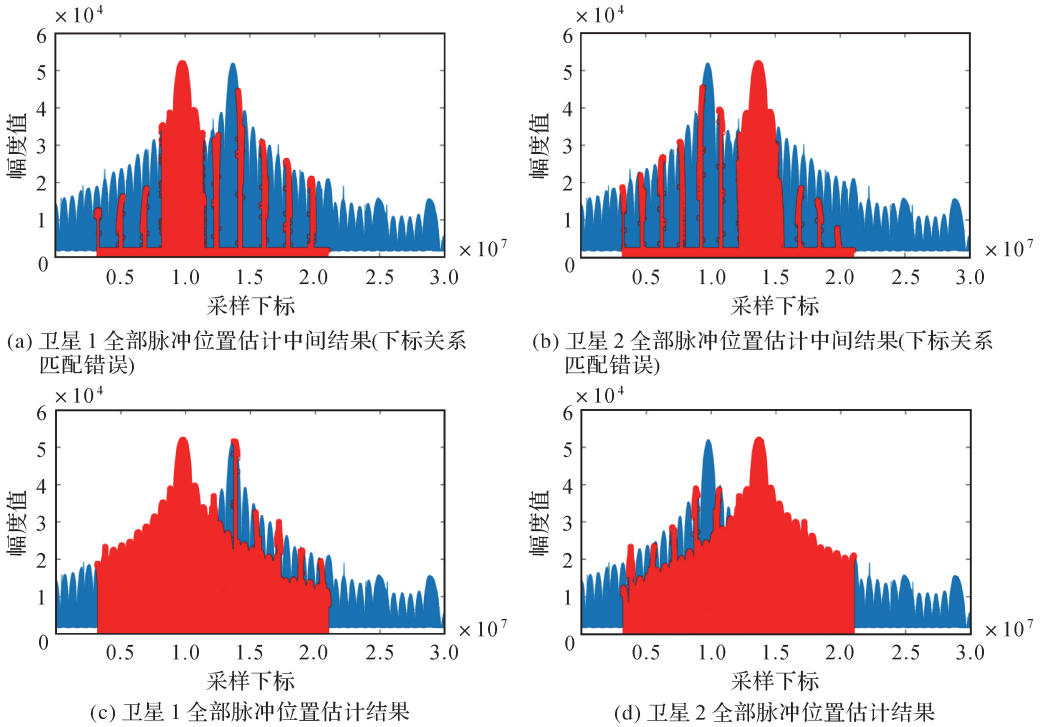 ×10⁴
×10⁴
6
5
4
3
2
1
0
幅度值
0.5 1.0 1.5 2.0 2.5 3.0
×10⁷
采样下标
6
5
4
3
2
1
0
幅度值
0.5 1.0 1.5 2.0 2.5 3.0
×10⁷
采样下标
(a) 卫星 1 全部脉冲位置估计中间结果(下标关系
匹配错误)
(b) 卫星 2 全部脉冲位置估计中间结果(下标关系
匹配错误)
×10⁴
×10⁴
6
5
4
3
2
1
0
幅度值
0.5 1.0 1.5 2.0 2.5 3.0
×10⁷
采样下标
6
5
4
3
2
1
0
幅度值
0.5 1.0 1.5 2.0 2.5 3.0
×10⁷
采样下标
(c) 卫星 1 全部脉冲位置估计结果
(d) 卫星 2 全部脉冲位置估计结果